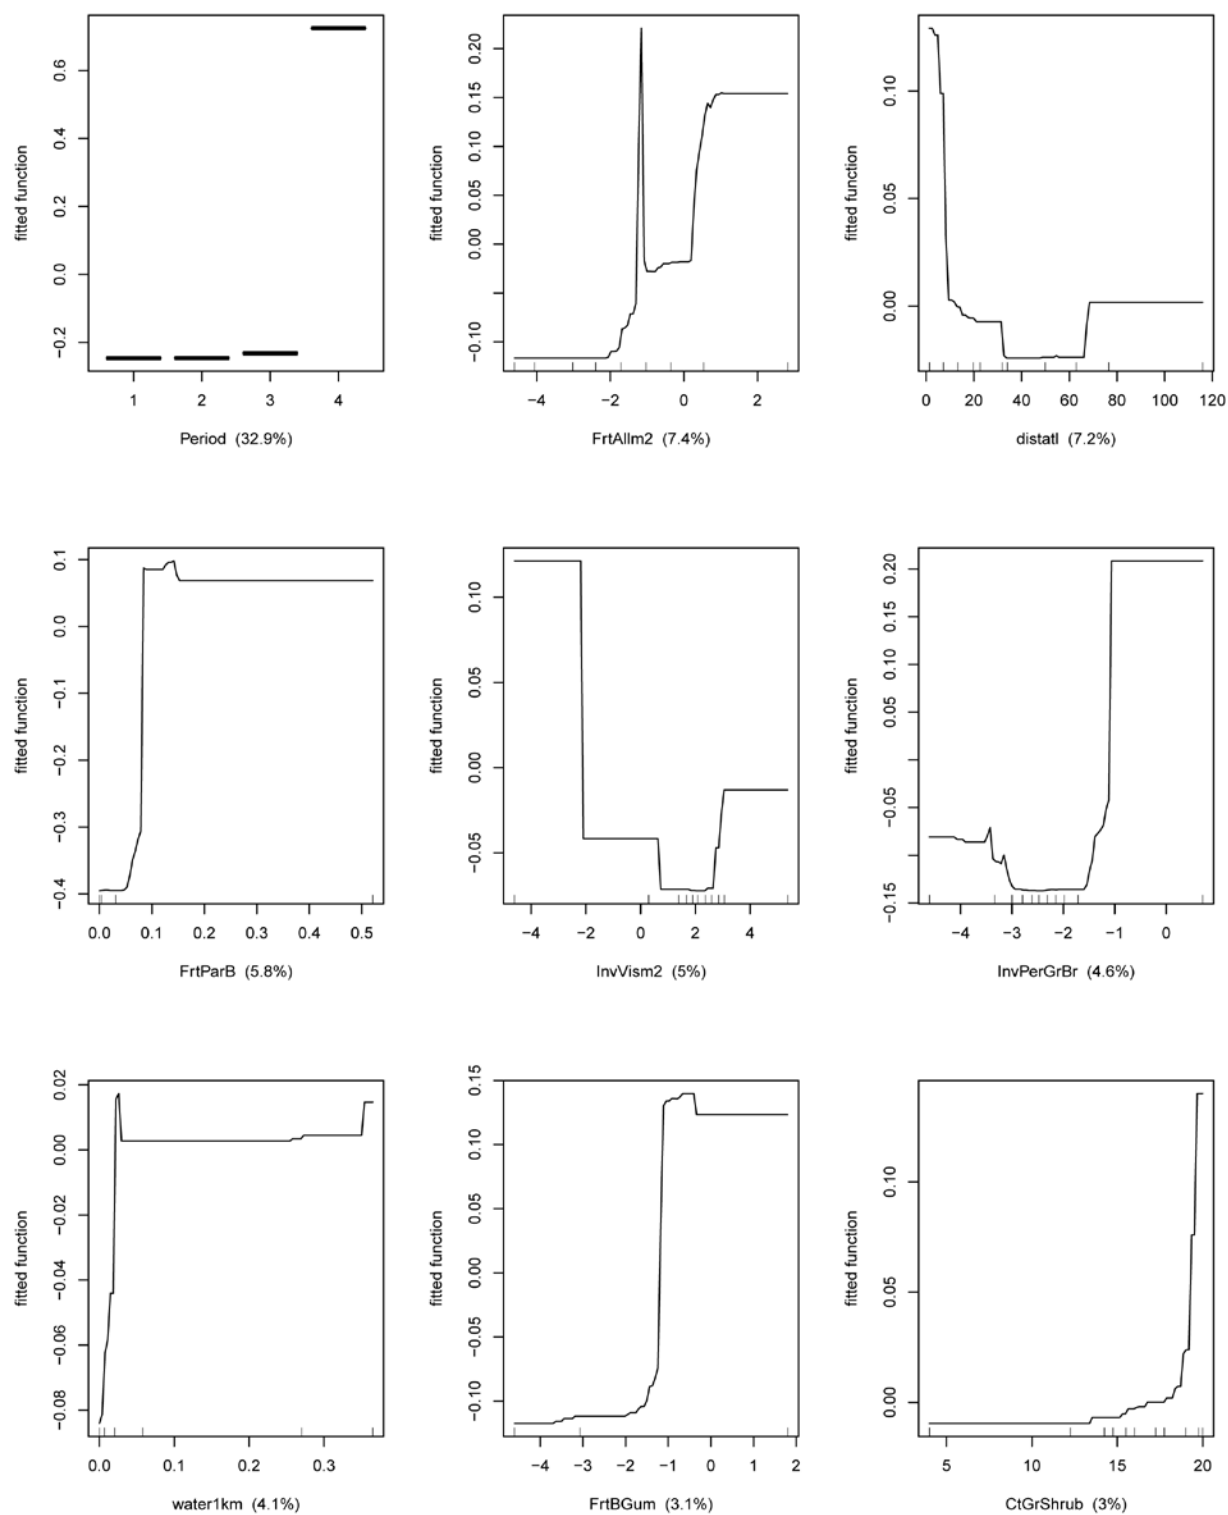 fitted function
0.6
0.4
0.2
0.0
−0.2
1 2 3 4
Period (32.9%)
fitted function
0.20
0.15
0.10
0.05
0.00
−0.10
−4 −2 0 2
FrtAllm2 (7.4%)
fitted function
0.10
0.05
0.00
0 20 40 60 80 100 120
distatl (7.2%)
fitted function
0.1
0.0
−0.1
−0.2
−0.3
−0.4
0.0 0.1 0.2 0.3 0.4 0.5
FrtParB (5.8%)
fitted function
0.10
0.05
0.00
−0.05
−4 −2 0 2 4
InvVism2 (5%)
fitted function
0.20
0.15
0.10
0.05
0.00
−0.05
−0.15
−4 −3 −2 −1 0
InvPerGrBr (4.6%)
fitted function
0.02
0.00
−0.02
−0.04
−0.06
−0.08
0.0 0.1 0.2 0.3
water1km (4.1%)
fitted function
0.15
0.10
0.05
0.00
−0.05
−0.10
−4 −3 −2 −1 0 1 2
FrtBGum (3.1%)
fitted function
0.10
0.05
0.00
5 10 15 20
CtGrShrub (3%)